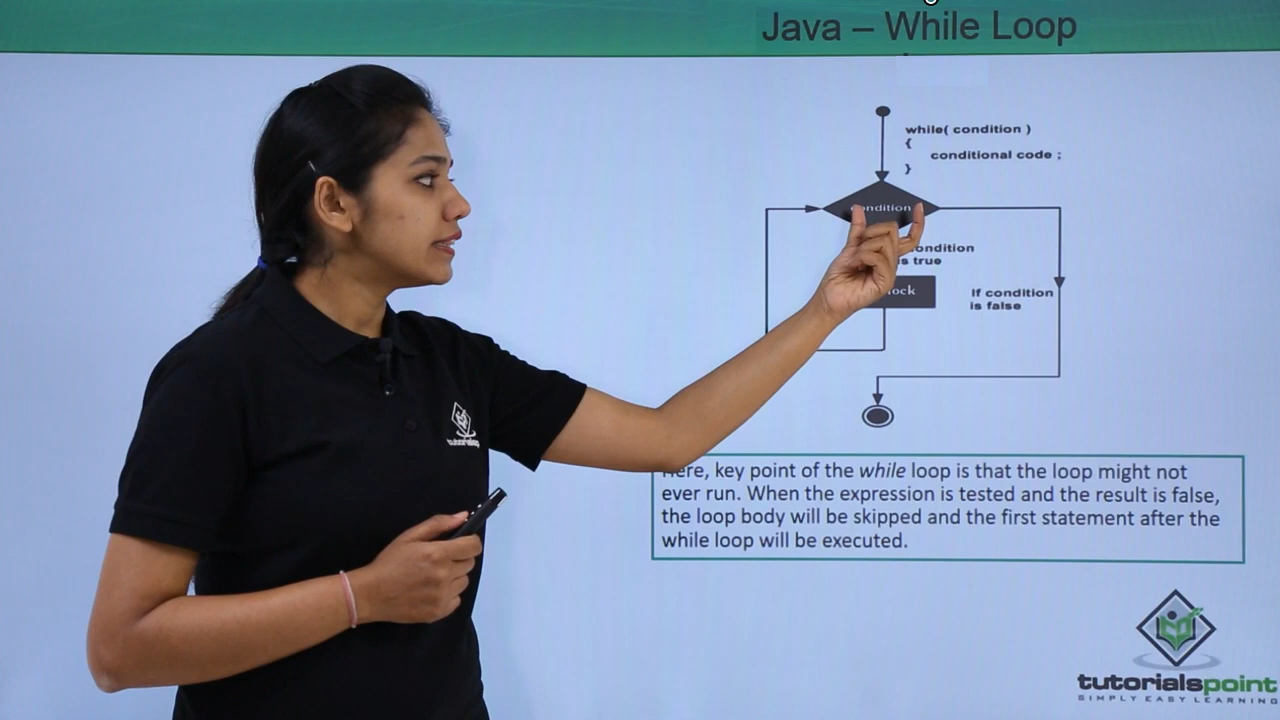 Java – While Loop
while( condition )
{
conditional code ;
}
condition
condition
is true
lock
If condition
is false
Here, key point of the while loop is that the loop might not
ever run. When the expression is tested and the result is false,
the loop body will be skipped and the first statement after the
while loop will be executed.
tutorialspoint
SIMPLY EASY LEARNING